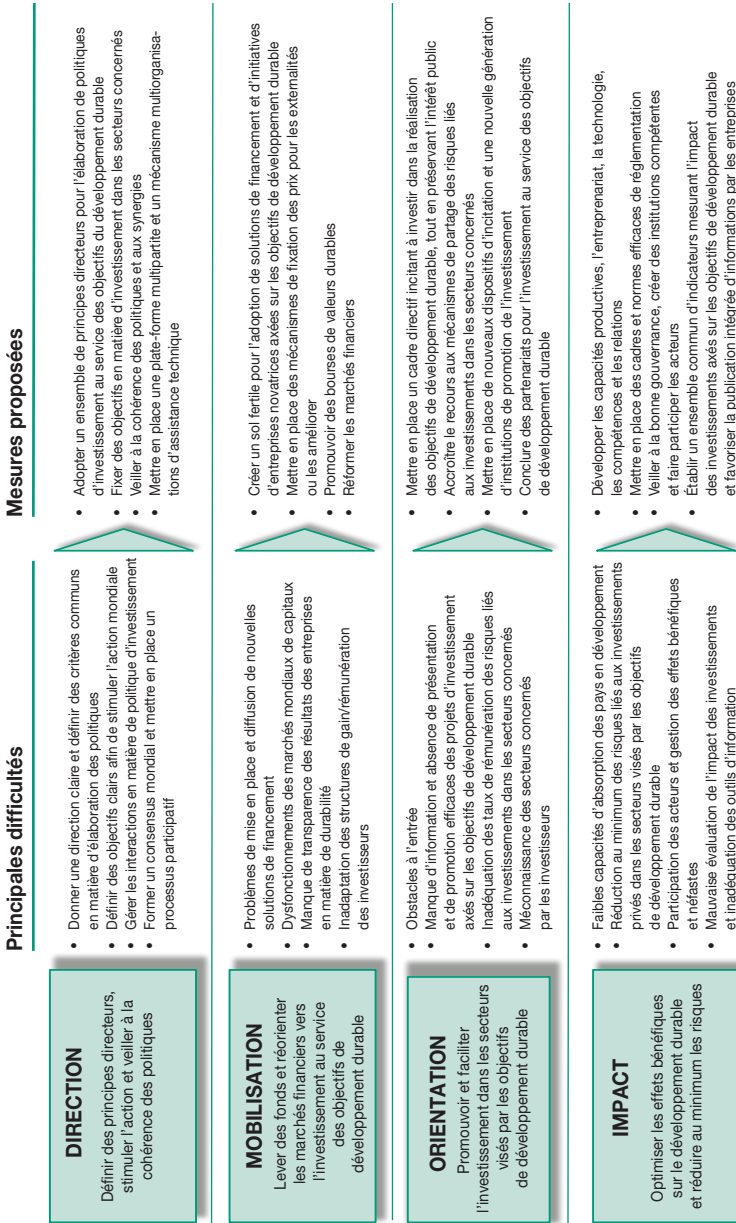 Principales difficultés
Mesures proposées
DIRECTION
Définir des principes directeurs,
stimuler l'action et veiller à la
cohérence des politiques
• Donner une direction claire et définir des critères communs
en matière d'élaboration des politiques
• Définir des objectifs clairs afin de stimuler l'action mondiale
• Gérer les interactions en matière de politique d'investissement
• Former un consensus mondial et mettre en place un
processus participatif
• Adopter un ensemble de principes directeurs pour l'élaboration de politiques
d'investissement au service des objectifs du développement durable
• Fixer des objectifs en matière d'investissement dans les secteurs concernés
• Veiller à la cohérence des politiques et aux synergies
• Mettre en place une plate-forme multipartite et un mécanisme multiorganisa-
tions d'assistance technique
MOBILISATION
Lever des fonds et réorienter
les marchés financiers vers
l'investissement au service
des objectifs de
développement durable
• Problèmes de mise en place et diffusion de nouvelles
solutions de financement
• Dysfonctionnements des marchés mondiaux de capitaux
• Manque de transparence des résultats des entreprises
en matière de durabilité
• Inadaptation des structures de gain/rémunération
des investisseurs
• Créer un sol fertile pour l'adoption de solutions de financement et d'initiatives
d'entreprises novatrices axées sur les objectifs de développement durable
• Mettre en place des mécanismes de fixation des prix pour les externalités
ou les améliorer
• Promouvoir des bourses de valeurs durables
• Réformer les marchés financiers
ORIENTATION
Promouvoir et faciliter
l'investissement dans les secteurs
visés par les objectifs
de développement durable
• Obstacles à l'entrée
• Manque d'information et absence de présentation
et de promotion efficaces des projets d'investissement
axés sur les objectifs de développement durable
• Inadéquation des taux de rémunération des risques liés
aux investissements dans les secteurs concernés
• Méconnaissance des secteurs concernés
par les investisseurs
• Mettre en place un cadre directif incitant à investir dans la réalisation
des objectifs de développement durable, tout en préservant l'intérêt public
• Accroître le recours aux mécanismes de partage des risques liés
aux investissements dans les secteurs concernés
• Mettre en place de nouveaux dispositifs d'incitation et une nouvelle génération
d'institutions de promotion de l'investissement
• Conclure des partenariats pour l'investissement au service des objectifs
de développement durable
IMPACT
Optimiser les effets bénéfiques
sur le développement durable
et réduire au minimum les risques
• Faibles capacités d'absorption des pays en développement
• Réduction au minimum des risques liés aux investissements
privés dans les secteurs visés par les objectifs
de développement durable
• Participation des acteurs et gestion des effets bénéfiques
et néfastes
• Mauvaise évaluation de l'impact des investissements
et inadéquation des outils d'information
• Développer les capacités productives, l'entreprenariat, la technologie,
les compétences et les relations
• Mettre en place des cadres et normes efficaces de réglementation
• Veiller à la bonne gouvernance, créer des institutions compétentes
et faire participer les acteurs
• Établir un ensemble commun d'indicateurs mesurant l'impact
des investissements axés sur les objectifs de développement durable
et favoriser la publication intégrée d'informations par les entreprises